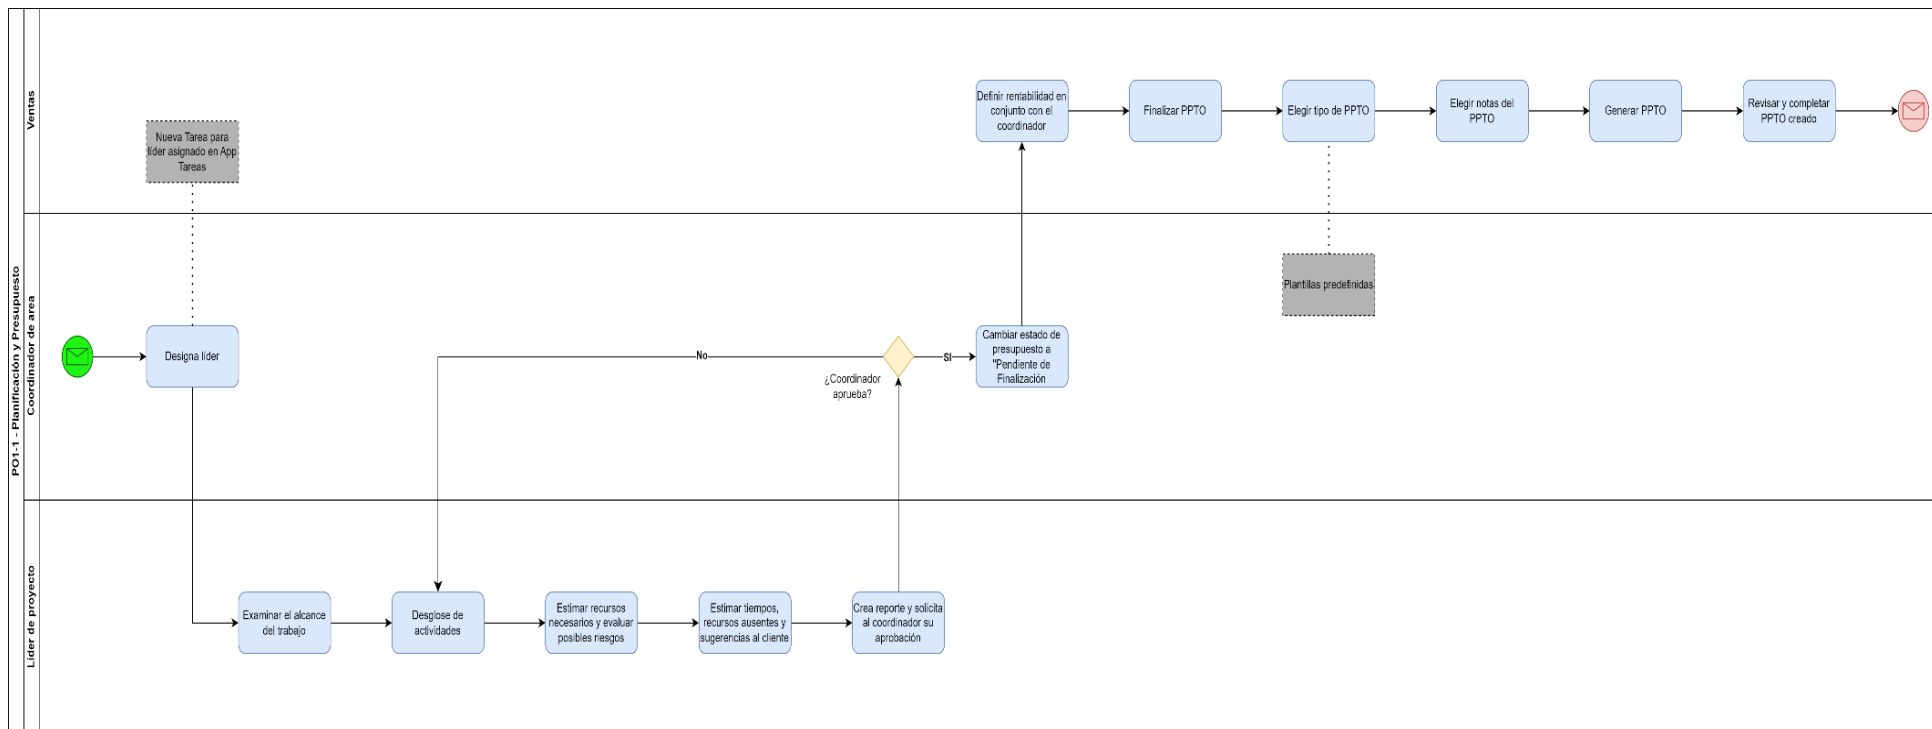 PO1-1 - Planificación y Presupuesto
Ventas
Nueva Tarea para
líder asignado en App
Tareas
Definir rentabilidad en
conjunto con el
coordinador
Finalizar PPTO
Elegir tipo de PPTO
Elegir notas del
PPTO
Generar PPTO
Revisar y completar
PPTO creado
Coordinador de area
Designa líder
No
¿Coordinador
aprueba?
SI
Cambiar estado de
presupuesto a
"Pendiente de
Finalización
Plantillas predefinidas
Líder de proyecto
Examinar el alcance
del trabajo
Desglose de
actividades
Estimar recursos
necesarios y evaluar
posibles riesgos
Estimar tiempos,
recursos ausentes y
sugerencias al cliente
Crea reporte y solicita
al coordinador su
aprobación